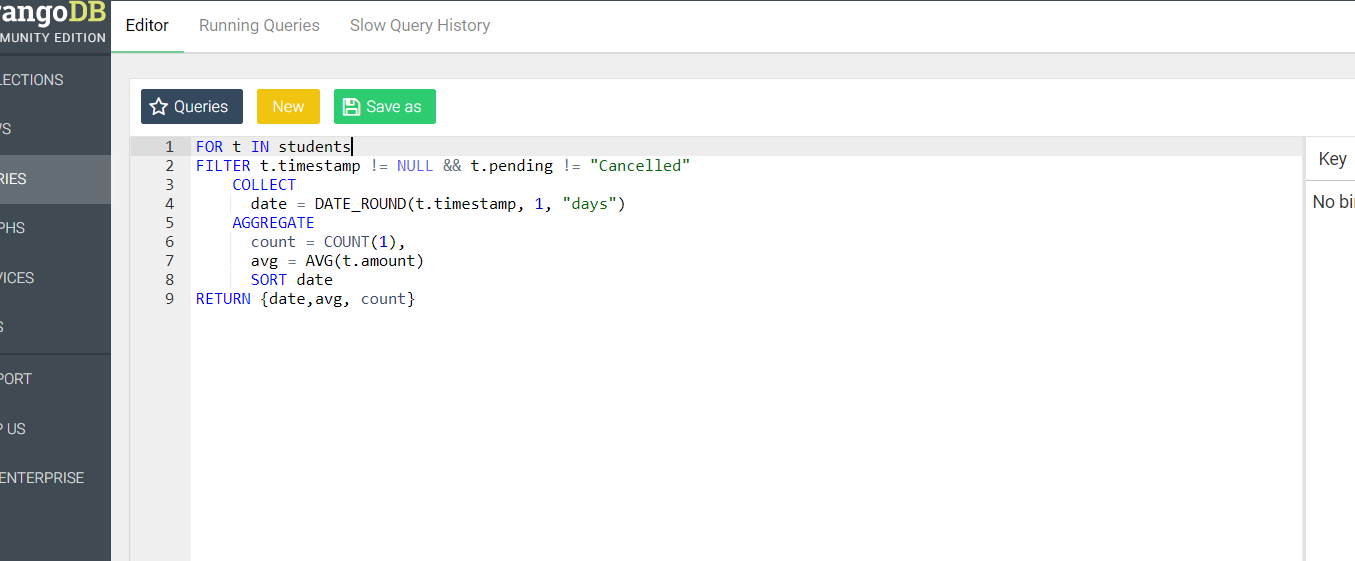 angoDB
MUNITY EDITION
Editor
Running Queries
Slow Query History
LECTIONS
RIES
PHS
ICES
S
PORT
P US
ENTERPRISE
Queries
New
Save as
1 FOR t IN students
2 FILTER t.timestamp != NULL && t.pending != "Cancelled"
3 COLLECT
4 date = DATE_ROUND(t.timestamp, 1, "days")
5 AGGREGATE
6 count = COUNT(1),
7 avg = AVG(t.amount)
8 SORT date
9 RETURN {date,avg, count}
Key
No bi